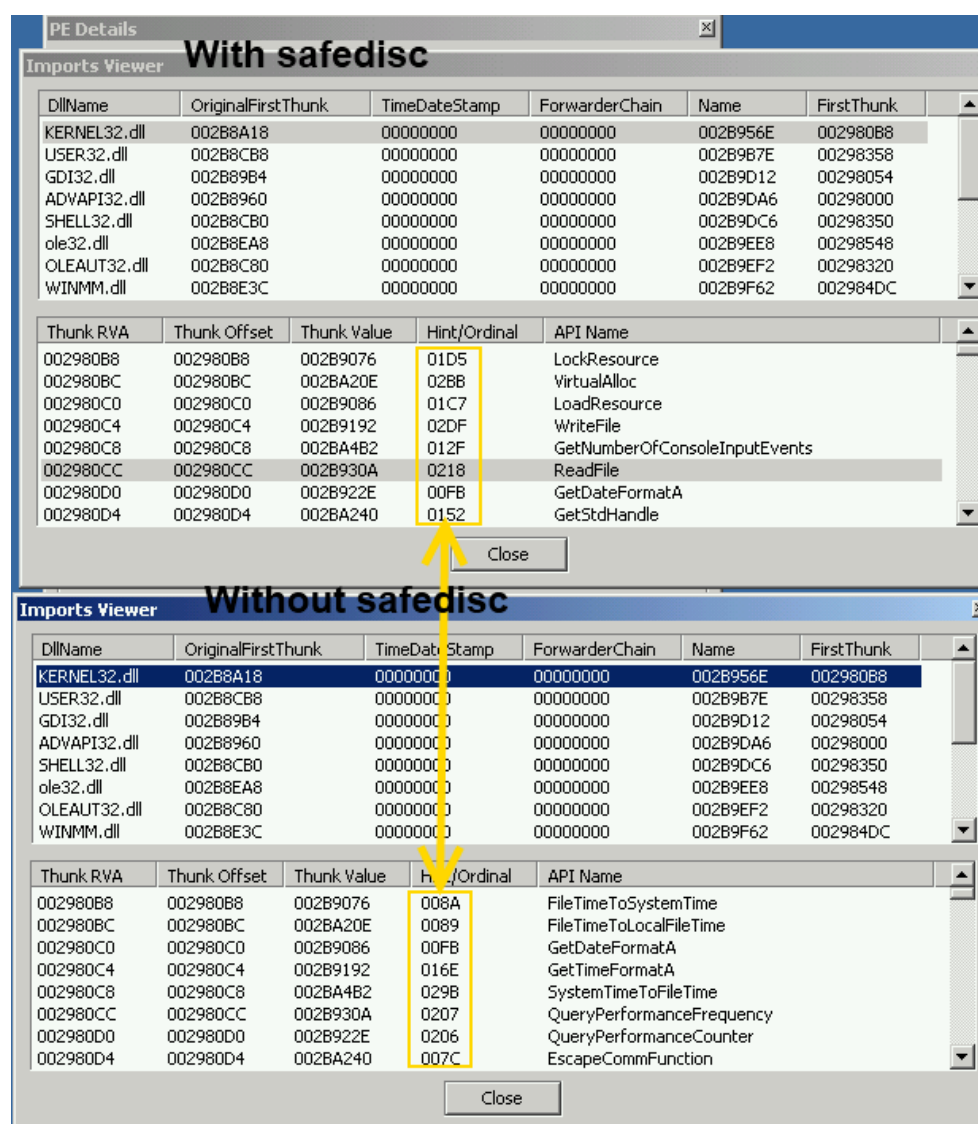 PE Details
With safedisc
Imports Viewer
DllName OriginalFirstThunk TimeDateStamp ForwarderChain Name FirstThunk
KERNEL32.dll 002B8A18 00000000 00000000 002B956E 002980B8
USER32.dll 002B8CB8 00000000 00000000 002B9B7E 00298358
GDI32.dll 002B89B4 00000000 00000000 002B9D12 00298054
ADVAPI32.dll 002B8960 00000000 00000000 002B9DA6 00298000
SHELL32.dll 002B8CB0 00000000 00000000 002B9DC6 00298350
ole32.dll 002B8EA8 00000000 00000000 002B9EE8 00298548
OLEAUT32.dll 002B8C80 00000000 00000000 002B9EF2 00298320
WINMM.dll 002B8E3C 00000000 00000000 002B9F62 002984DC
Thunk RVA Thunk Offset Thunk Value Hint/Ordinal API Name
002980B8 002980B8 002B9076 01D5 LockResource
002980BC 002980BC 002BA20E 02BB VirtualAlloc
002980C0 002980C0 002B9086 01C7 LoadResource
002980C4 002980C4 002B9192 02DF WriteFile
002980C8 002980C8 002BA4B2 012F GetNumberOfConsoleInputEvents
002980CC 002980CC 002B930A 0218 ReadFile
002980D0 002980D0 002B922E 00FB GetDateFormatA
002980D4 002980D4 002BA240 0152 GetStdHandle
Close
Without safedisc
Imports Viewer
DllName OriginalFirstThunk TimeDateStamp ForwarderChain Name FirstThunk
KERNEL32.dll 002B8A18 00000000 00000000 002B956E 002980B8
USER32.dll 002B8CB8 00000000 00000000 002B9B7E 00298358
GDI32.dll 002B89B4 00000000 00000000 002B9D12 00298054
ADVAPI32.dll 002B8960 00000000 00000000 002B9DA6 00298000
SHELL32.dll 002B8CB0 00000000 00000000 002B9DC6 00298350
ole32.dll 002B8EA8 00000000 00000000 002B9EE8 00298548
OLEAUT32.dll 002B8C80 00000000 00000000 002B9EF2 00298320
WINMM.dll 002B8E3C 00000000 00000000 002B9F62 002984DC
Thunk RVA Thunk Offset Thunk Value Hint/Ordinal API Name
002980B8 002980B8 002B9076 008A FileTimeToSystemTime
002980BC 002980BC 002BA20E 0089 FileTimeToLocalFileTime
002980C0 002980C0 002B9086 00FB GetDateFormatA
002980C4 002980C4 002B9192 016E GetTimeFormatA
002980C8 002980C8 002BA4B2 029B SystemTimeToFileTime
002980CC 002980CC 002B930A 0207 QueryPerformanceFrequency
002980D0 002980D0 002B922E 0206 QueryPerformanceCounter
002980D4 002980D4 002BA240 007C EscapeCommFunction
Close